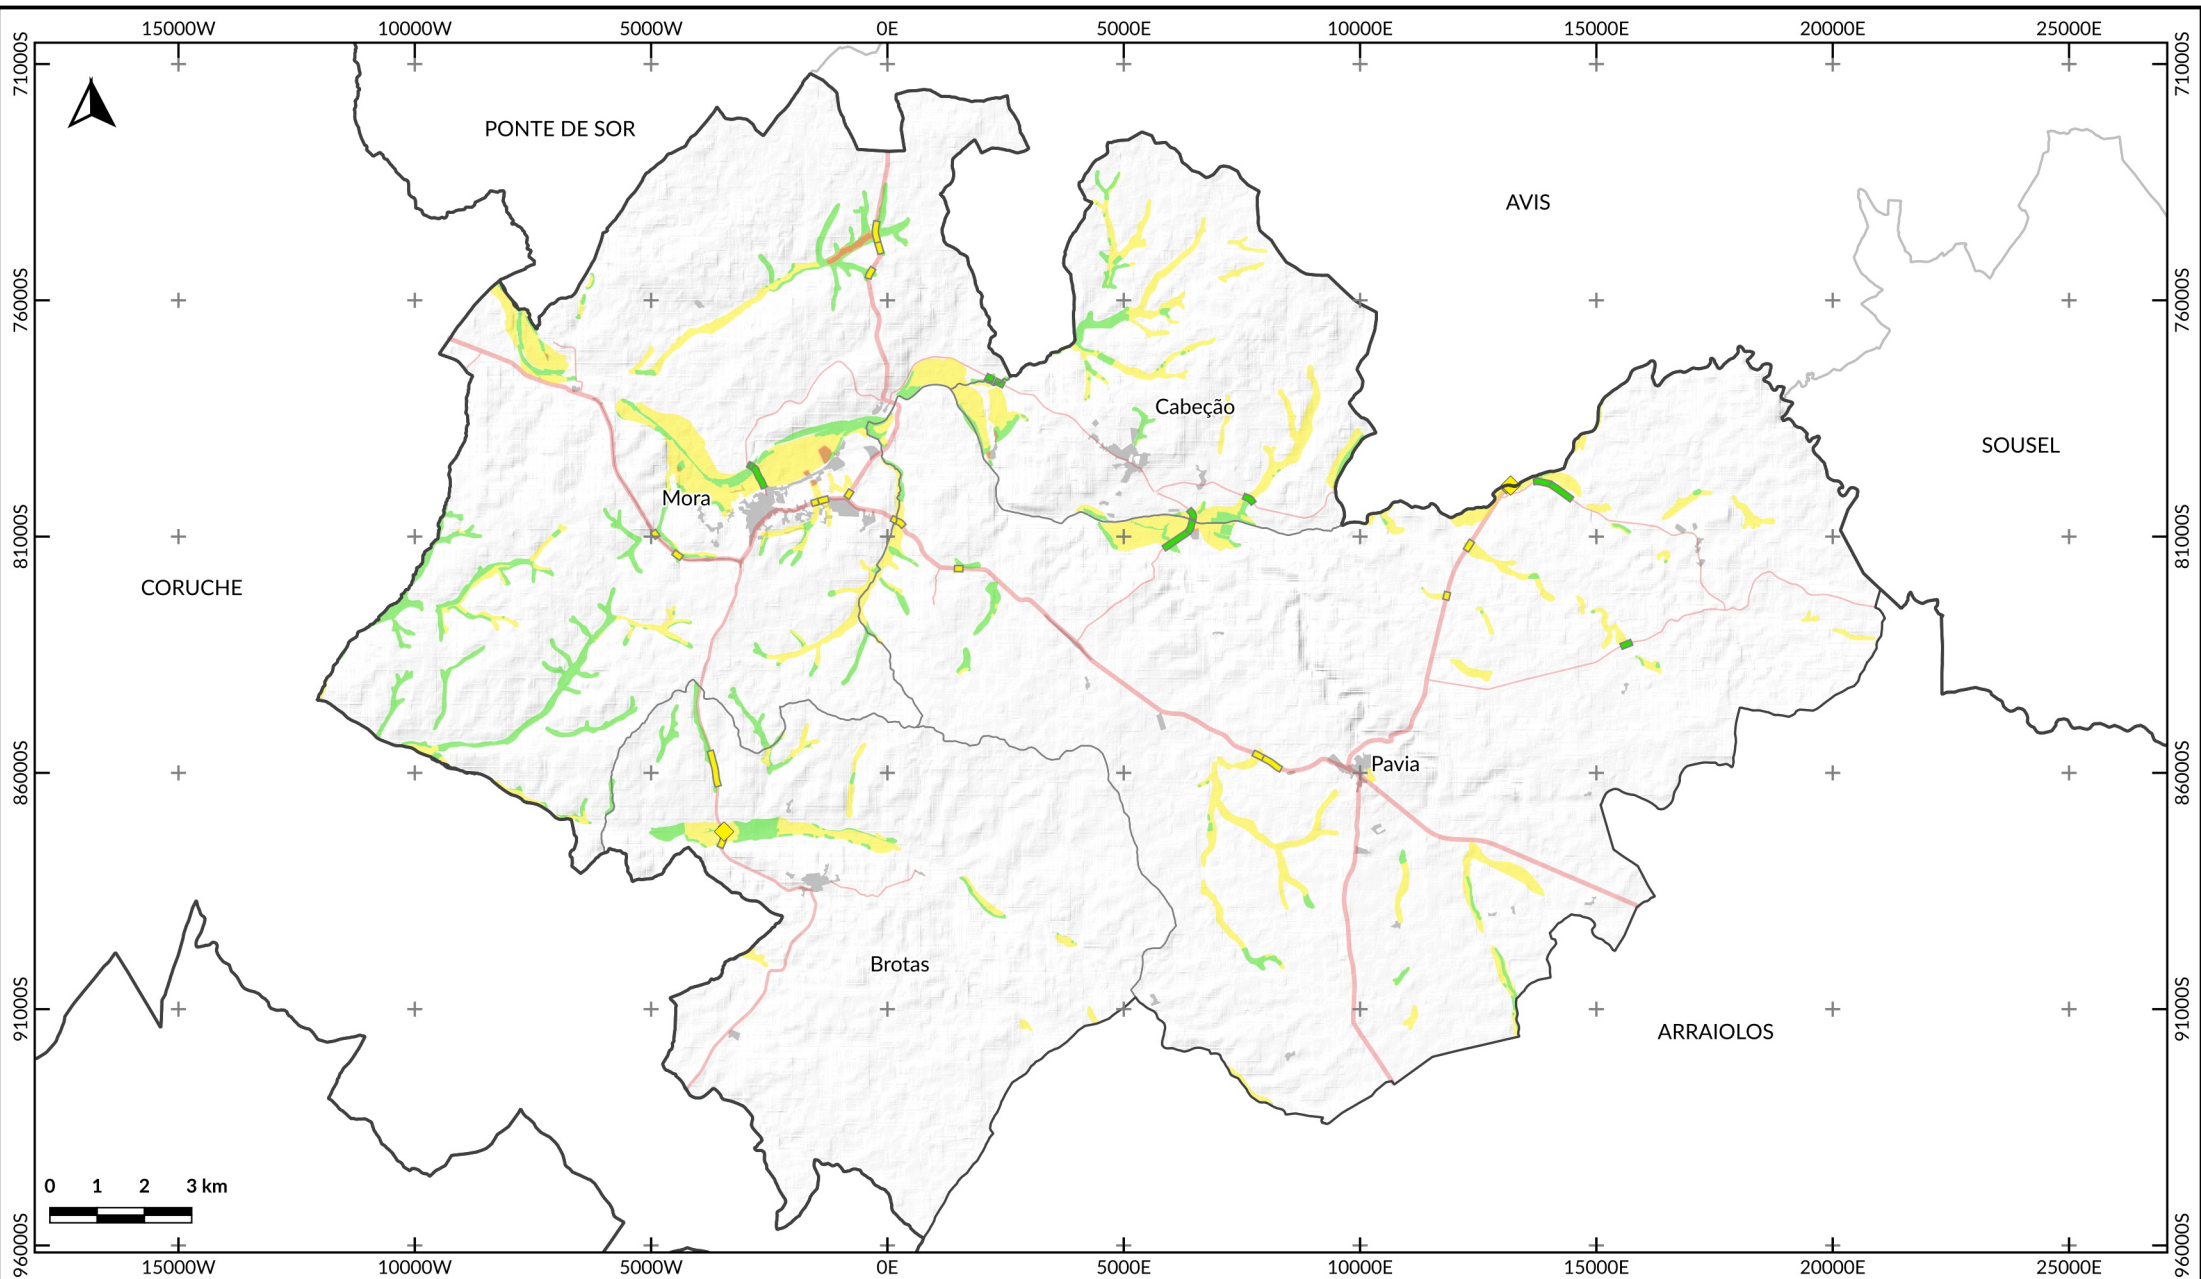 15000W 10000W 5000W 0E 5000E 10000E 15000E 20000E 25000E
71000S 71000S
PONTE DE SOR
AVIS
76000S 76000S
Cabeção
SOUSEL
Mora
81000S 81000S
CORUCHE
Pavia
86000S 86000S
Brotas
91000S 91000S
ARRAIOLOS
0 1 2 3 km
96000S 96000S
15000W 10000W 5000W 0E 5000E 10000E 15000E 20000E 25000E